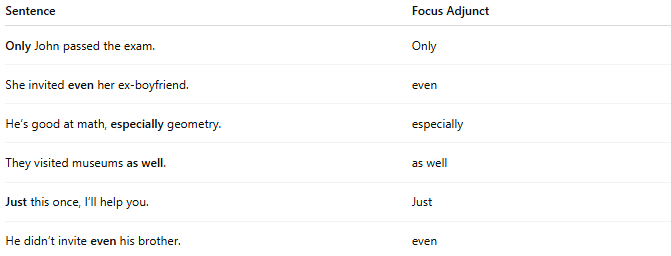 Sentence Focus Adjunct
Only John passed the exam. Only
She invited even her ex-boyfriend. even
He's good at math, especially geometry. especially
They visited museums as well. as well
Just this once, I'll help you. Just
He didn't invite even his brother. even